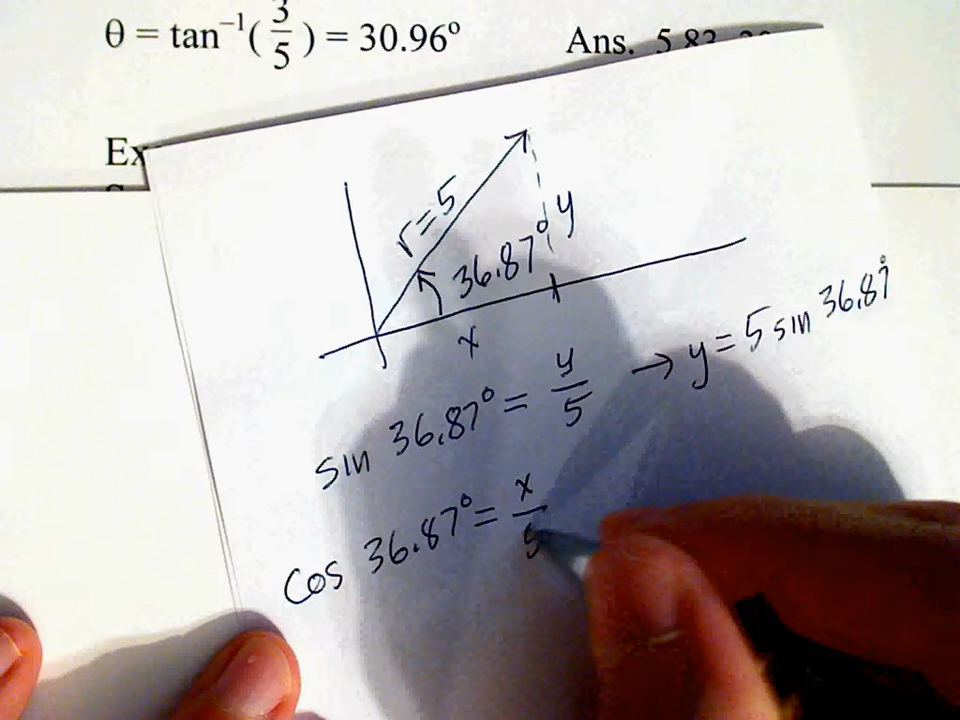 θ = tan⁻¹(3/5) = 30.96°
Ans.
Ex
r=5
y
36.87°
x
sin 36.87° = y/5 → y = 5 sin 36.87°
cos 36.87° = x/5